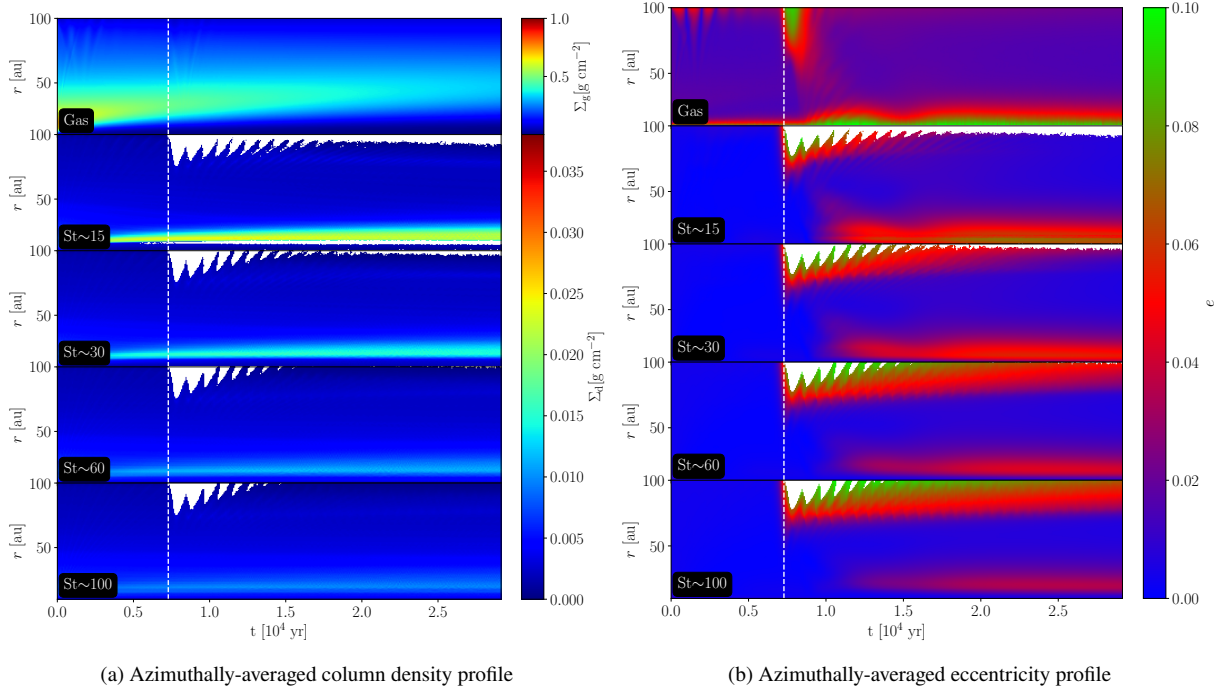 100
50
r [au]
Gas
100
50
r [au]
St~15
100
50
r [au]
St~30
100
50
r [au]
St~60
100
50
r [au]
St~100
0.0 0.5 1.0 1.5 2.0 2.5
t [10⁴ yr]
1.0
0.5
Σg[g cm⁻²]
0.035
0.030
0.025
0.020
0.015
0.010
0.005
0.000
Σd[g cm⁻²]
(a) Azimuthally-averaged column density profile
100
50
r [au]
Gas
100
50
r [au]
St~15
100
50
r [au]
St~30
100
50
r [au]
St~60
100
50
r [au]
St~100
0.0 0.5 1.0 1.5 2.0 2.5
t [10⁴ yr]
0.10
0.08
0.06
0.04
0.02
0.00
e
(b) Azimuthally-averaged eccentricity profile